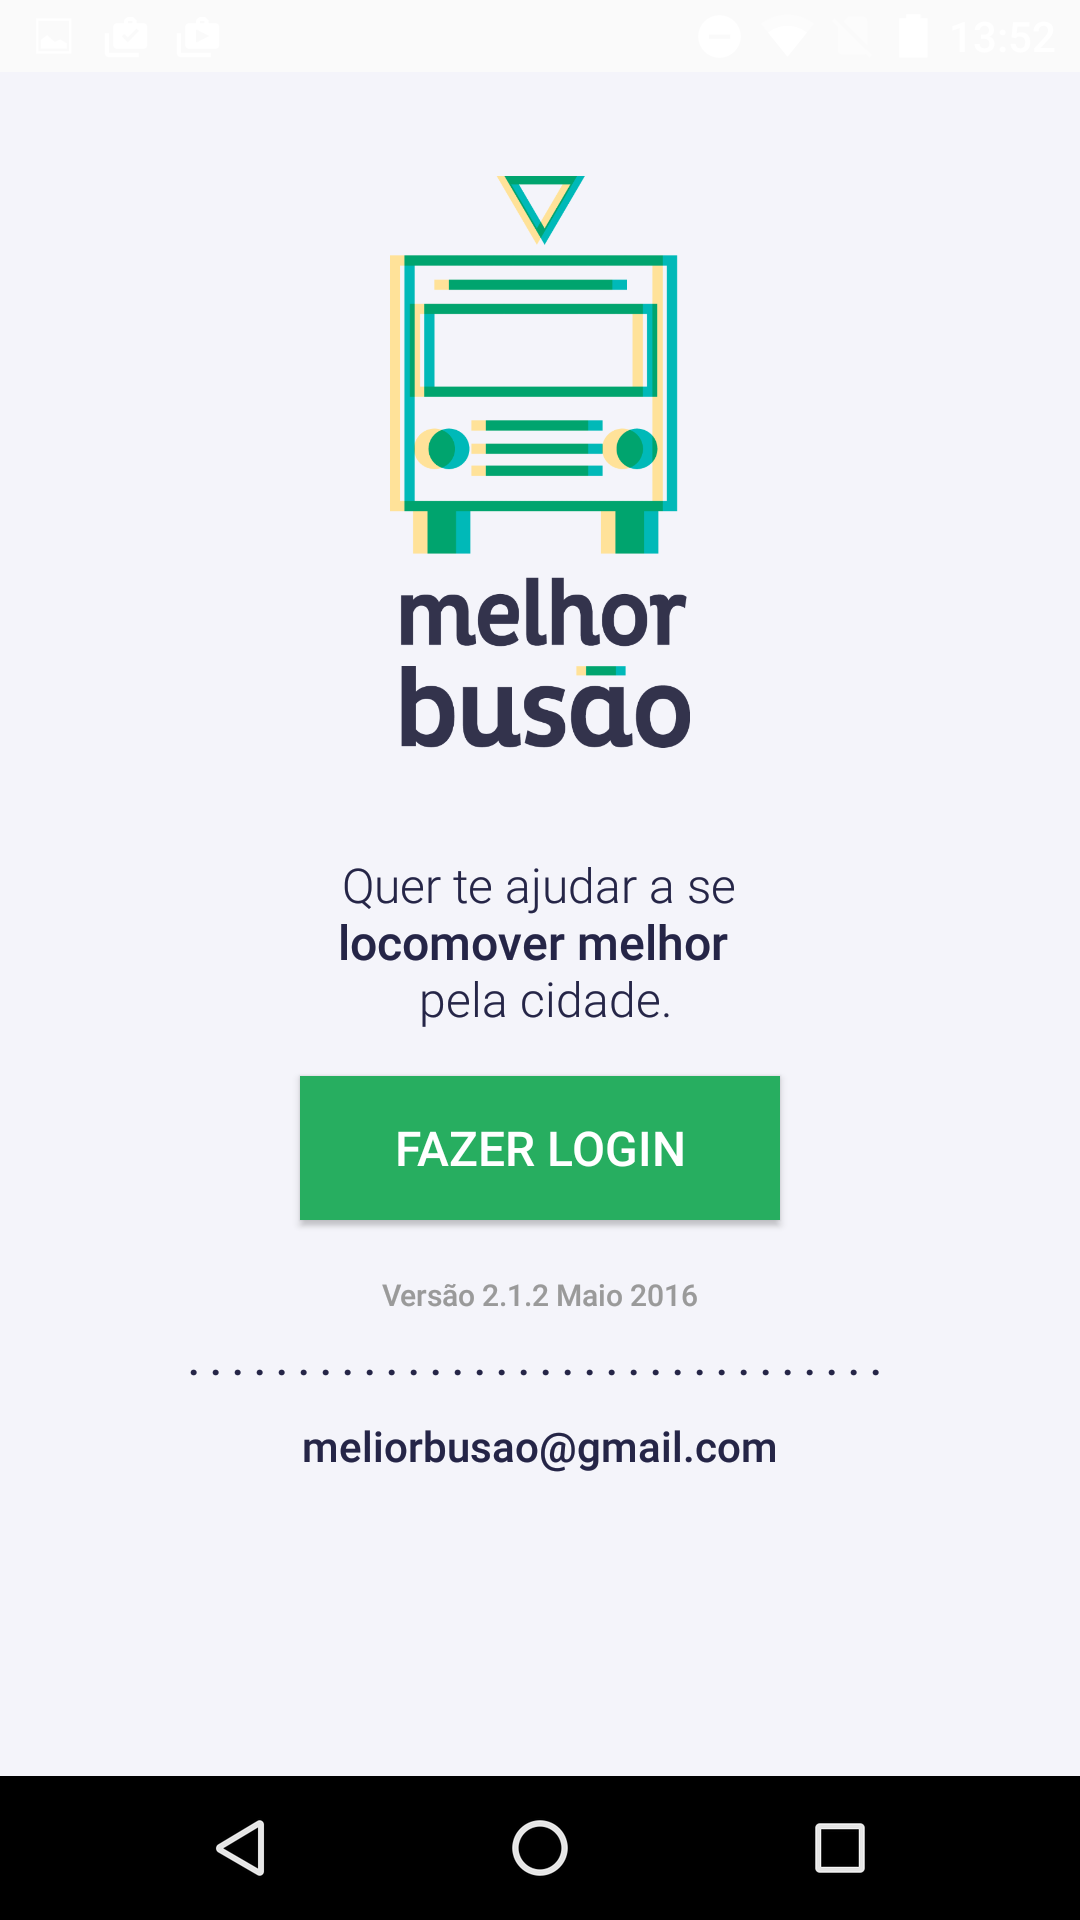 13:52
melhor
busão
Quer te ajudar a se
locomover melhor
pela cidade.
FAZER LOGIN
Versão 2.1.2 Maio 2016
meliorbusao@gmail.com